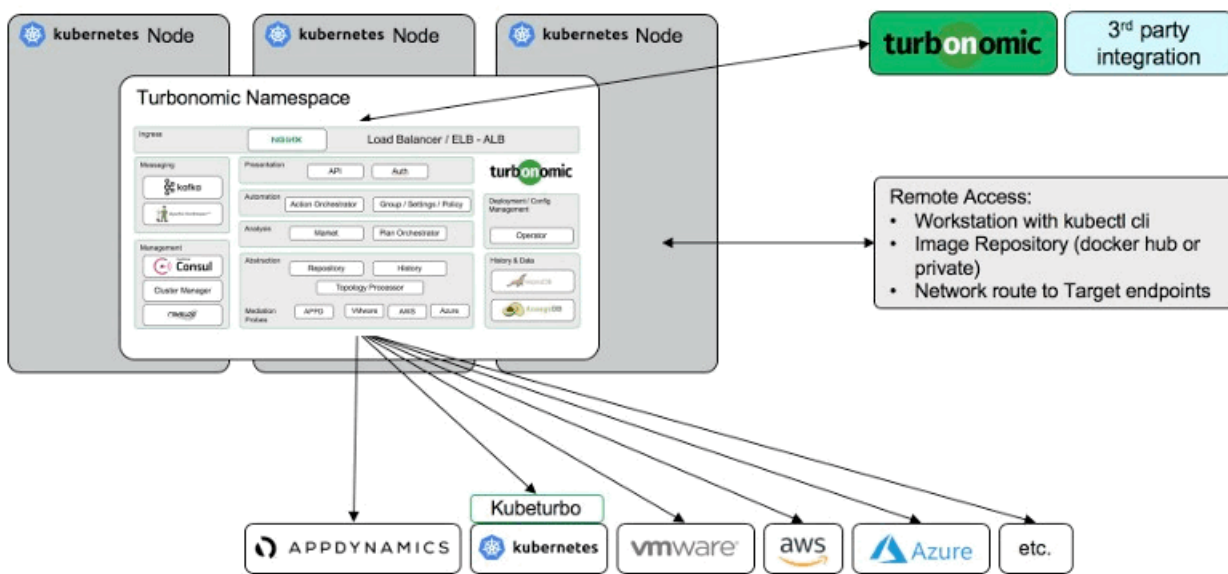 kubernetes Node
kubernetes Node
kubernetes Node
turbonomic
3rd party
integration
Turbonomic Namespace
Ingress
NGINX
Load Balancer / ELB - ALB
Messaging
kafka
Presentation
API
Auth
turbonomic
Automation
Action Orchestrator
Group / Settings / Policy
Deployment / Config
Management
Operator
Analysis
Market
Plan Orchestrator
Management
Consul
Cluster Manager
Abstraction
Repository
History
Topology Processor
Mediation
Probes
APPD
VMware
AWS
Azure
History & Data
MariaDB
ArangoDB
Remote Access:
• Workstation with kubectl cli
• Image Repository (docker hub or
private)
• Network route to Target endpoints
Kubeturbo
APPDYNAMICS
kubernetes
vmware
aws
Azure
etc.